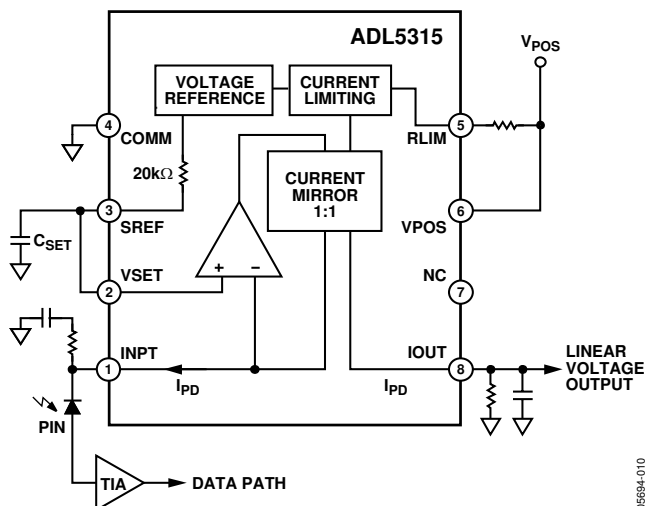 ADL5315
VPOS
VOLTAGE
REFERENCE
CURRENT
LIMITING
4
COMM
5
RLIM
20kΩ
CURRENT
MIRROR
1:1
3
SREF
6
VPOS
CSET
+
−
VSET
2
NC
7
1
INPT
IPD
IPD
IOUT
8
LINEAR
VOLTAGE
OUTPUT
PIN
TIA
DATA PATH
05694-010